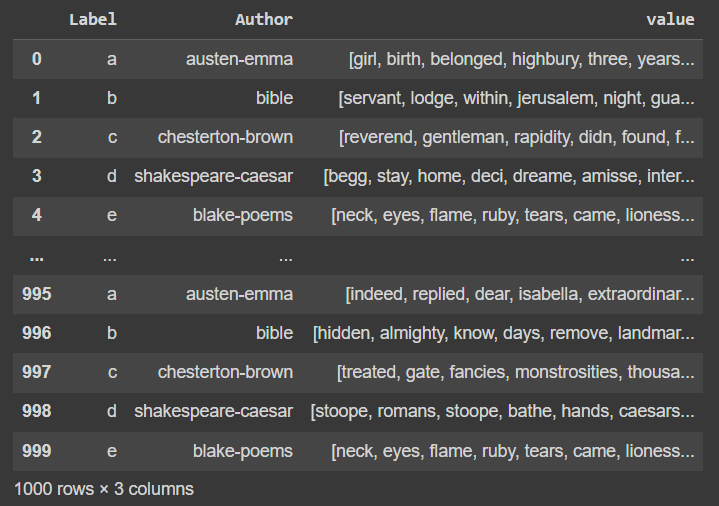 Label Author value
0 a austen-emma [girl, birth, belonged, highbury, three, years...
1 b bible [servant, lodge, within, jerusalem, night, gua...
2 c chesterton-brown [reverend, gentleman, rapidity, didn, found, f...
3 d shakespeare-caesar [begg, stay, home, deci, dreame, amisse, inter...
4 e blake-poems [neck, eyes, flame, ruby, tears, came, lioness...
... ... ... ...
995 a austen-emma [indeed, replied, dear, isabella, extraordinar...
996 b bible [hidden, almighty, know, days, remove, landmar...
997 c chesterton-brown [treated, gate, fancies, monstrosities, thousa...
998 d shakespeare-caesar [stoope, romans, stoope, bathe, hands, caesars...
999 e blake-poems [neck, eyes, flame, ruby, tears, came, lioness...
1000 rows × 3 columns